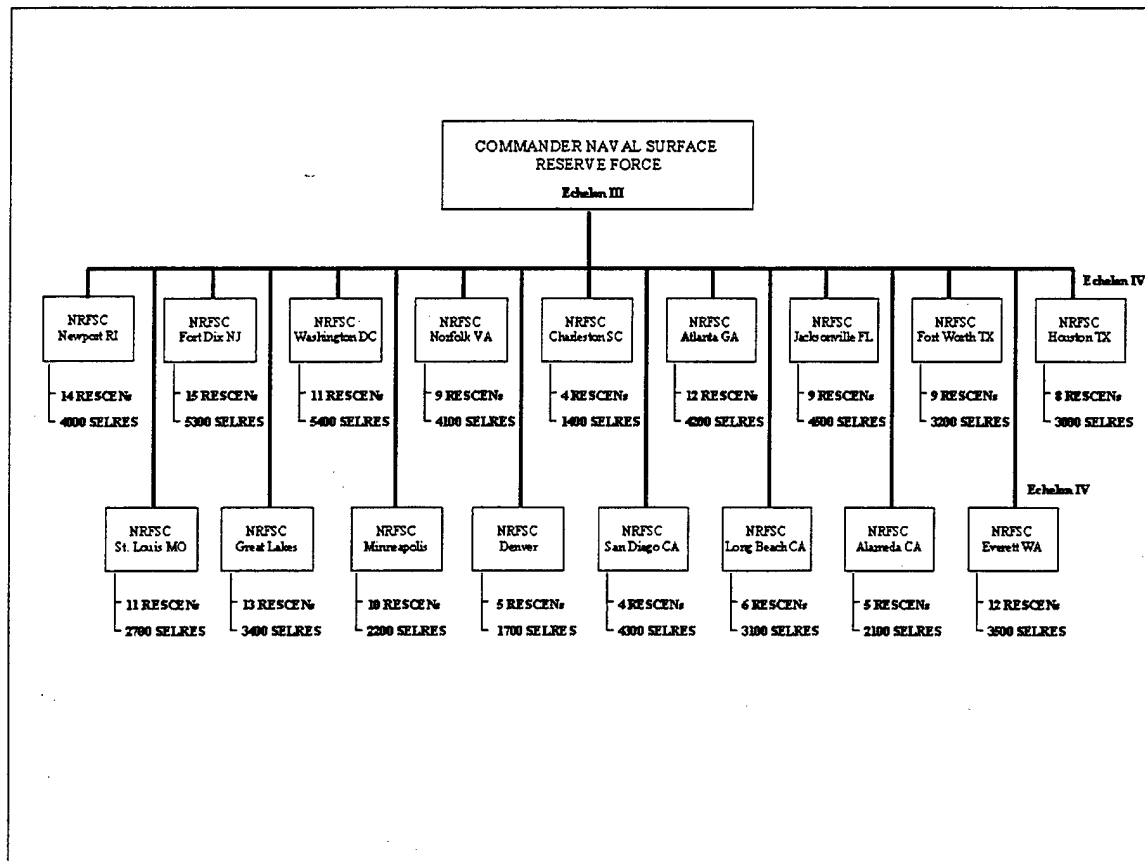 COMMANDER NAVAL SURFACE
RESERVE FORCE
Echelon III
Echelon IV
NRFSC
Newport RI
14 RESCENs
4000 SELRES
NRFSC
Fort Dix NJ
15 RESCENs
5300 SELRES
NRFSC
Washington DC
11 RESCENs
5400 SELRES
NRFSC
Norfolk VA
9 RESCENs
4100 SELRES
NRFSC
Charleston SC
4 RESCENs
1400 SELRES
NRFSC
Atlanta GA
12 RESCENs
4200 SELRES
NRFSC
Jacksonville FL
9 RESCENs
4500 SELRES
NRFSC
Fort Worth TX
9 RESCENs
3200 SELRES
NRFSC
Houston TX
8 RESCENs
3000 SELRES
Echelon IV
NRFSC
St. Louis MO
11 RESCENs
2700 SELRES
NRFSC
Great Lakes
13 RESCENs
3400 SELRES
NRFSC
Minneapolis
10 RESCENs
2200 SELRES
NRFSC
Denver
5 RESCENs
1700 SELRES
NRFSC
San Diego CA
4 RESCENs
4300 SELRES
NRFSC
Long Beach CA
6 RESCENs
3100 SELRES
NRFSC
Alameda CA
5 RESCENs
2100 SELRES
NRFSC
Everett WA
12 RESCENs
3500 SELRES